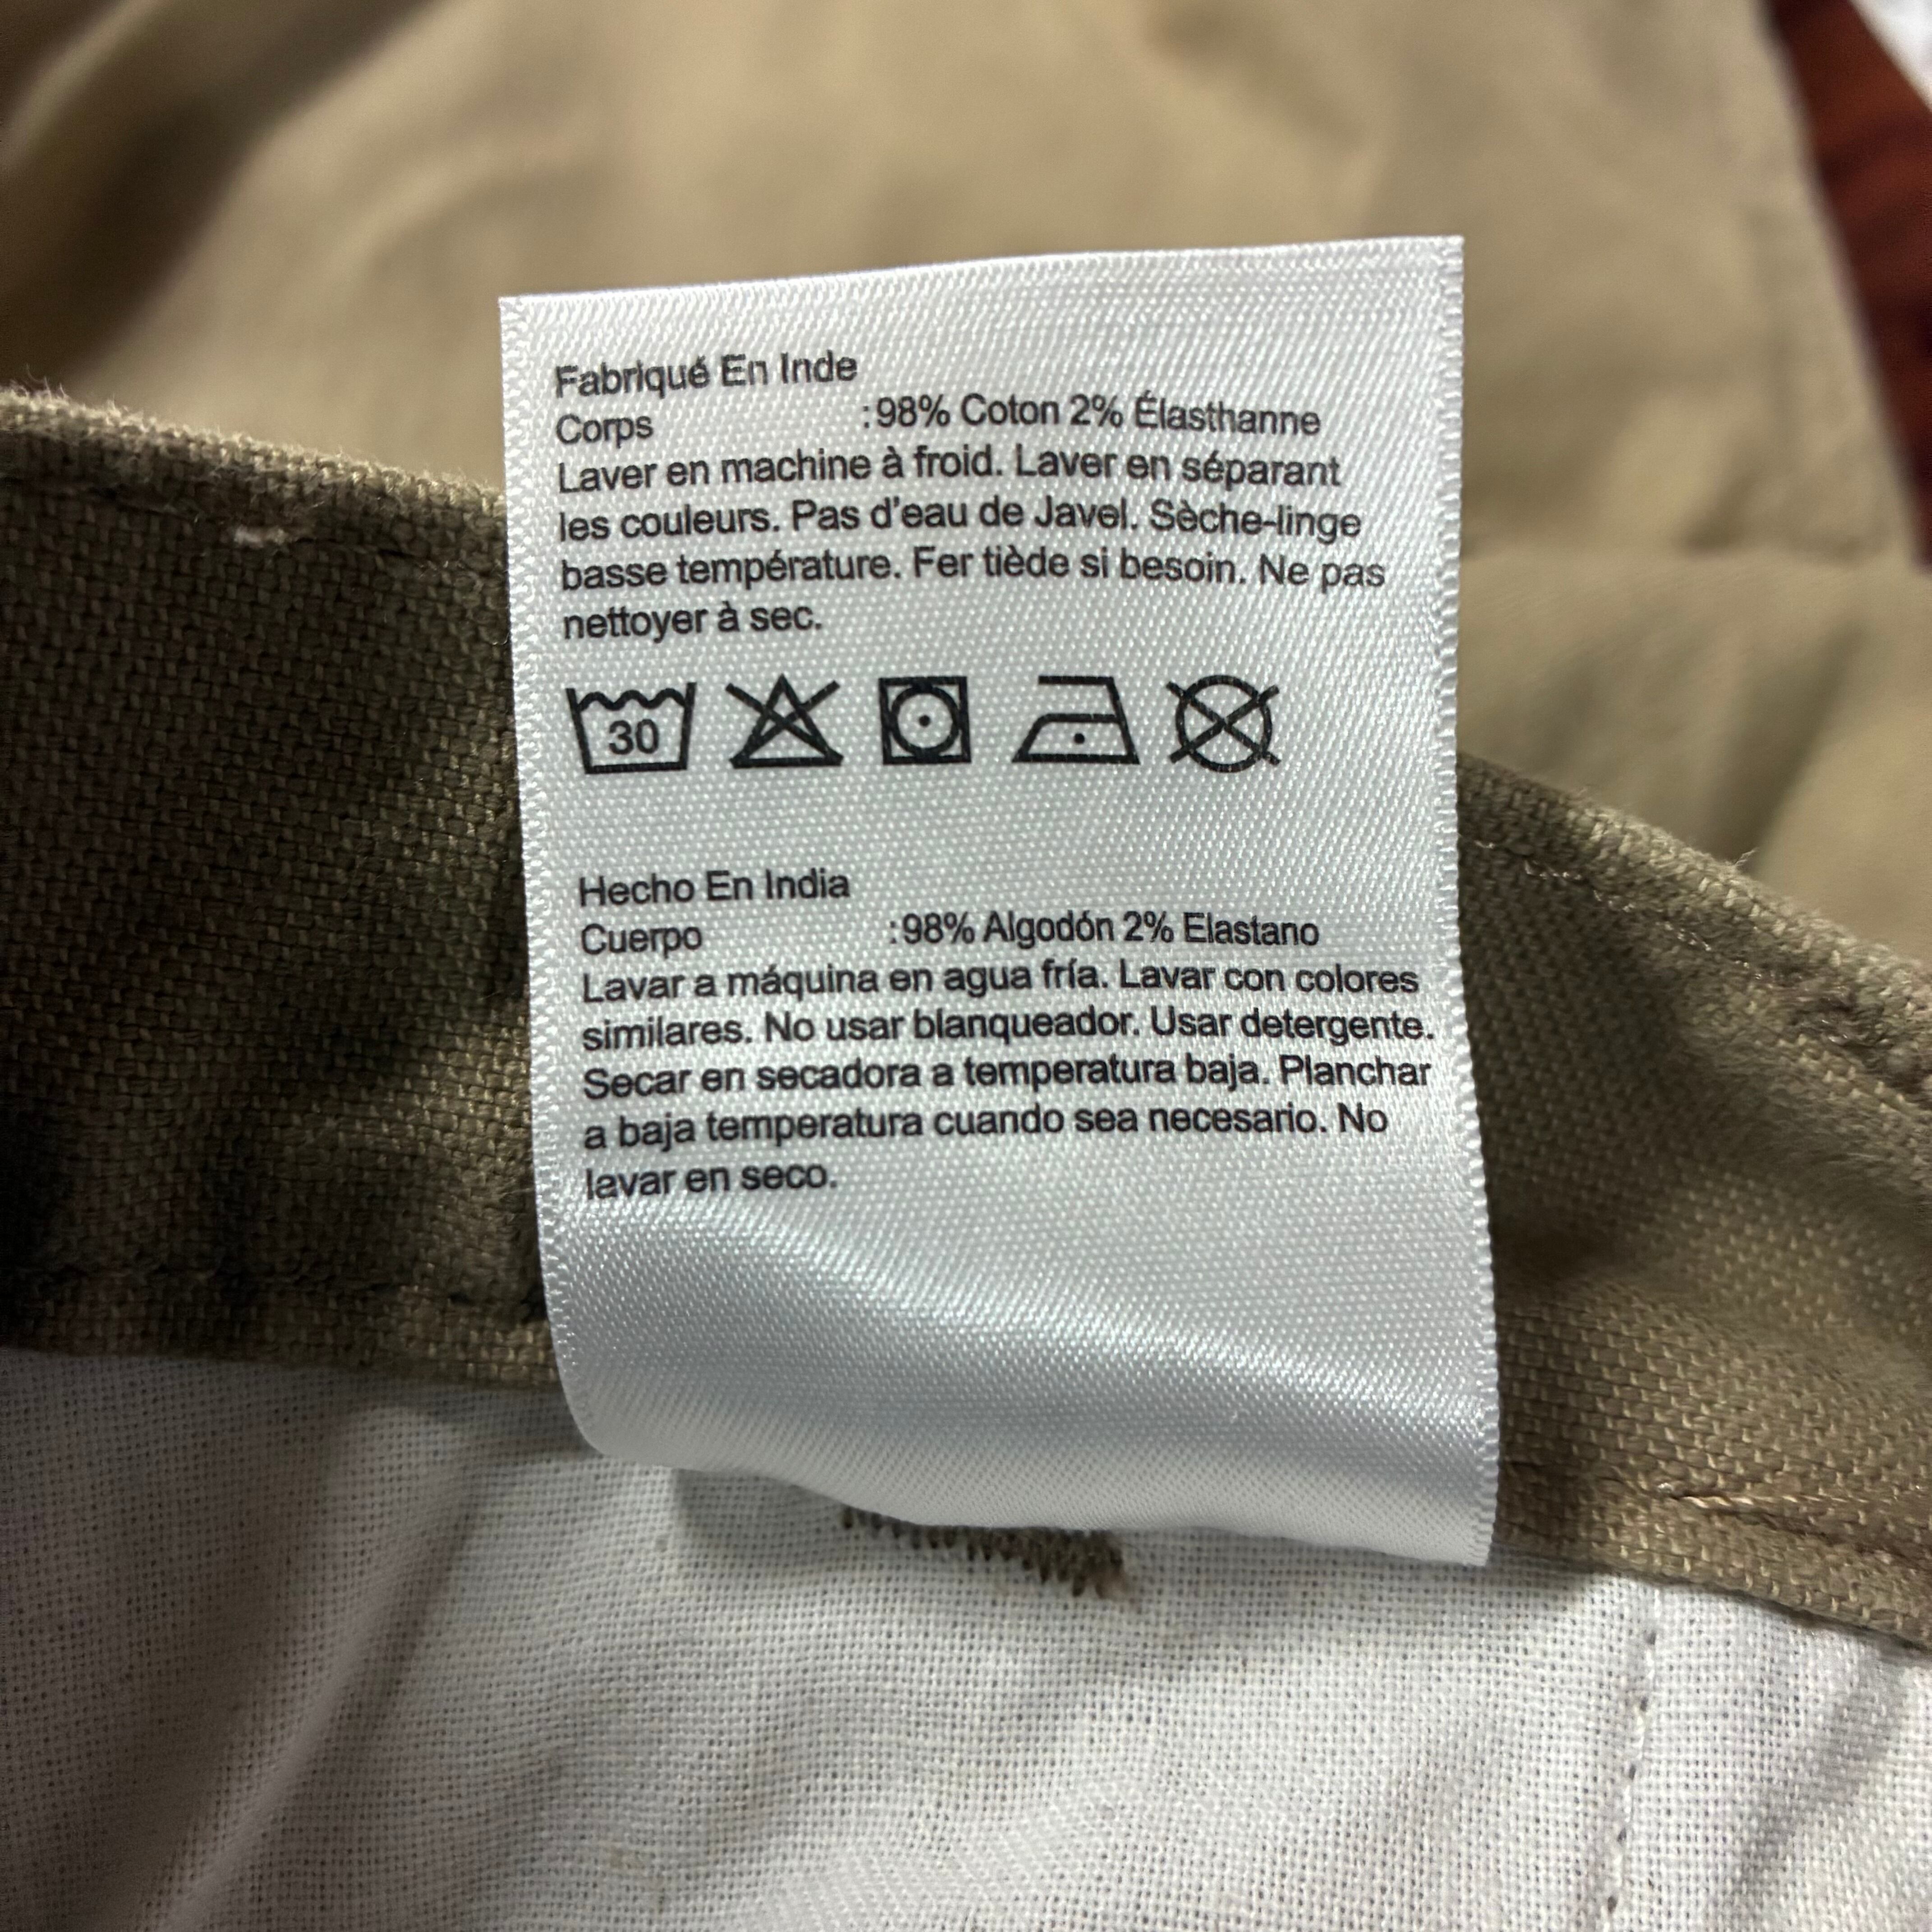 Fabriqué En Inde
Corps :98% Coton 2% Élasthanne
Laver en machine à froid. Laver en séparant
les couleurs. Pas d'eau de Javel. Sèche-linge
basse température. Fer tiède si besoin. Ne pas
nettoyer à sec.
30
Hecho En India
Cuerpo :98% Algodón 2% Elastano
Lavar a máquina en agua fría. Lavar con colores
similares. No usar blanqueador. Usar detergente.
Secar en secadora a temperatura baja. Planchar
a baja temperatura cuando sea necesario. No
lavar en seco.